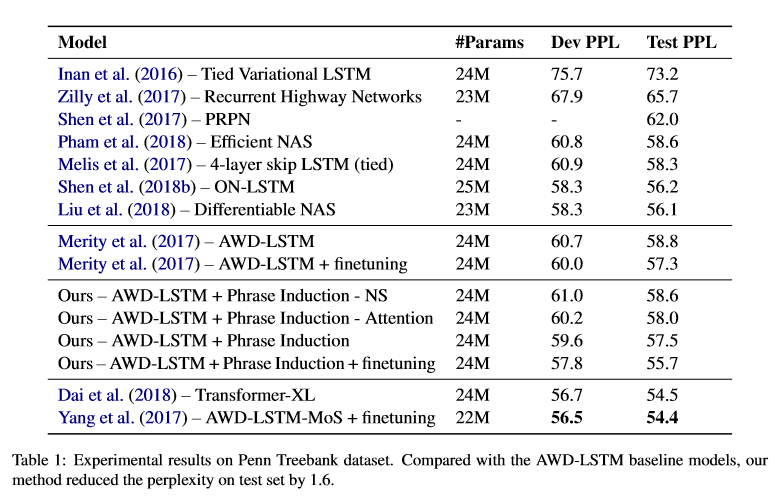 Model #Params Dev PPL Test PPL
Inan et al. (2016) – Tied Variational LSTM 24M 75.7 73.2
Zilly et al. (2017) – Recurrent Highway Networks 23M 67.9 65.7
Shen et al. (2017) – PRPN - - 62.0
Pham et al. (2018) – Efficient NAS 24M 60.8 58.6
Melis et al. (2017) – 4-layer skip LSTM (tied) 24M 60.9 58.3
Shen et al. (2018b) – ON-LSTM 25M 58.3 56.2
Liu et al. (2018) – Differentiable NAS 23M 58.3 56.1
Merity et al. (2017) – AWD-LSTM 24M 60.7 58.8
Merity et al. (2017) – AWD-LSTM + finetuning 24M 60.0 57.3
Ours – AWD-LSTM + Phrase Induction - NS 24M 61.0 58.6
Ours – AWD-LSTM + Phrase Induction - Attention 24M 60.2 58.0
Ours – AWD-LSTM + Phrase Induction 24M 59.6 57.5
Ours – AWD-LSTM + Phrase Induction + finetuning 24M 57.8 55.7
Dai et al. (2018) – Transformer-XL 24M 56.7 54.5
Yang et al. (2017) – AWD-LSTM-MoS + finetuning 22M 56.5 54.4
Table 1: Experimental results on Penn Treebank dataset. Compared with the AWD-LSTM baseline models, our
method reduced the perplexity on test set by 1.6.